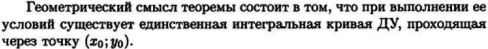 Геометрический смысл теоремы состоит в том, что при выполнении ее
условий существует единственная интегральная кривая ДУ, проходящая
через точку (x₀; y₀).